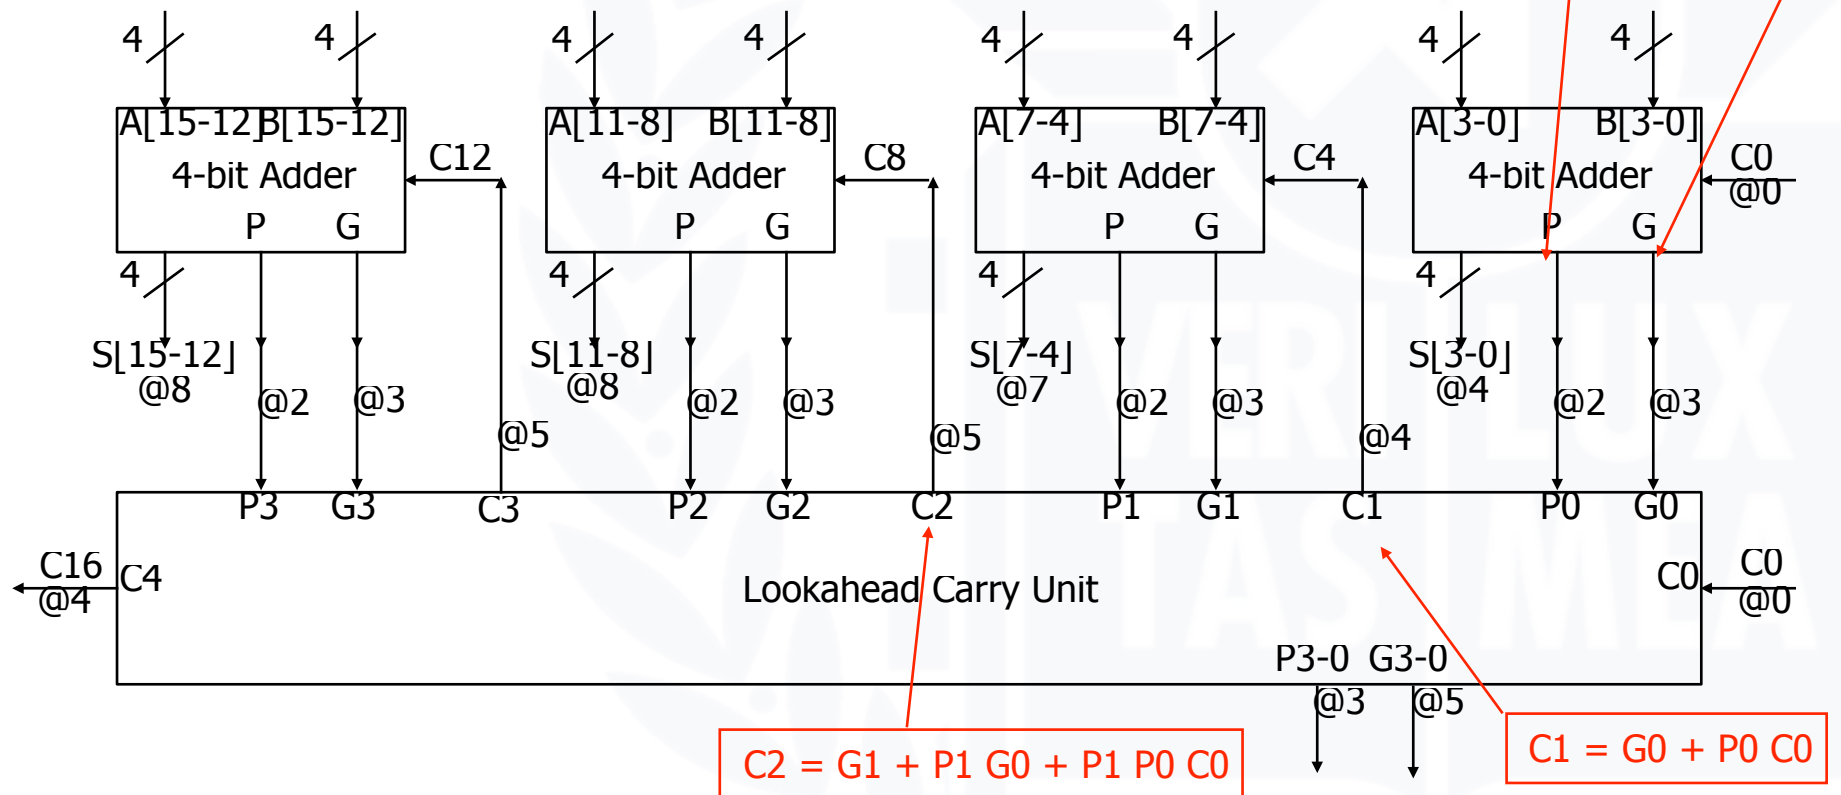 4 4 4 4 4 4 4 4
A[15-12] B[15-12] A[11-8] B[11-8] A[7-4] B[7-4] A[3-0] B[3-0]
C12 C8 C4 C0
4-bit Adder 4-bit Adder 4-bit Adder 4-bit Adder
@0
P G P G P G P G
4 4 4 4
S[15-12] S[11-8] S[7-4] S[3-0]
@8 @8 @7 @4
@2 @3 @2 @3 @2 @3 @2 @3
@5 @5 @4
P3 G3 C3 P2 G2 C2 P1 G1 C1 P0 G0
C16 C4 Lookahead Carry Unit C0 C0
@4 @0
P3-0 G3-0
@3 @5
C2 = G1 + P1 G0 + P1 P0 C0
C1 = G0 + P0 C0
VERI LUX
TAS MEA